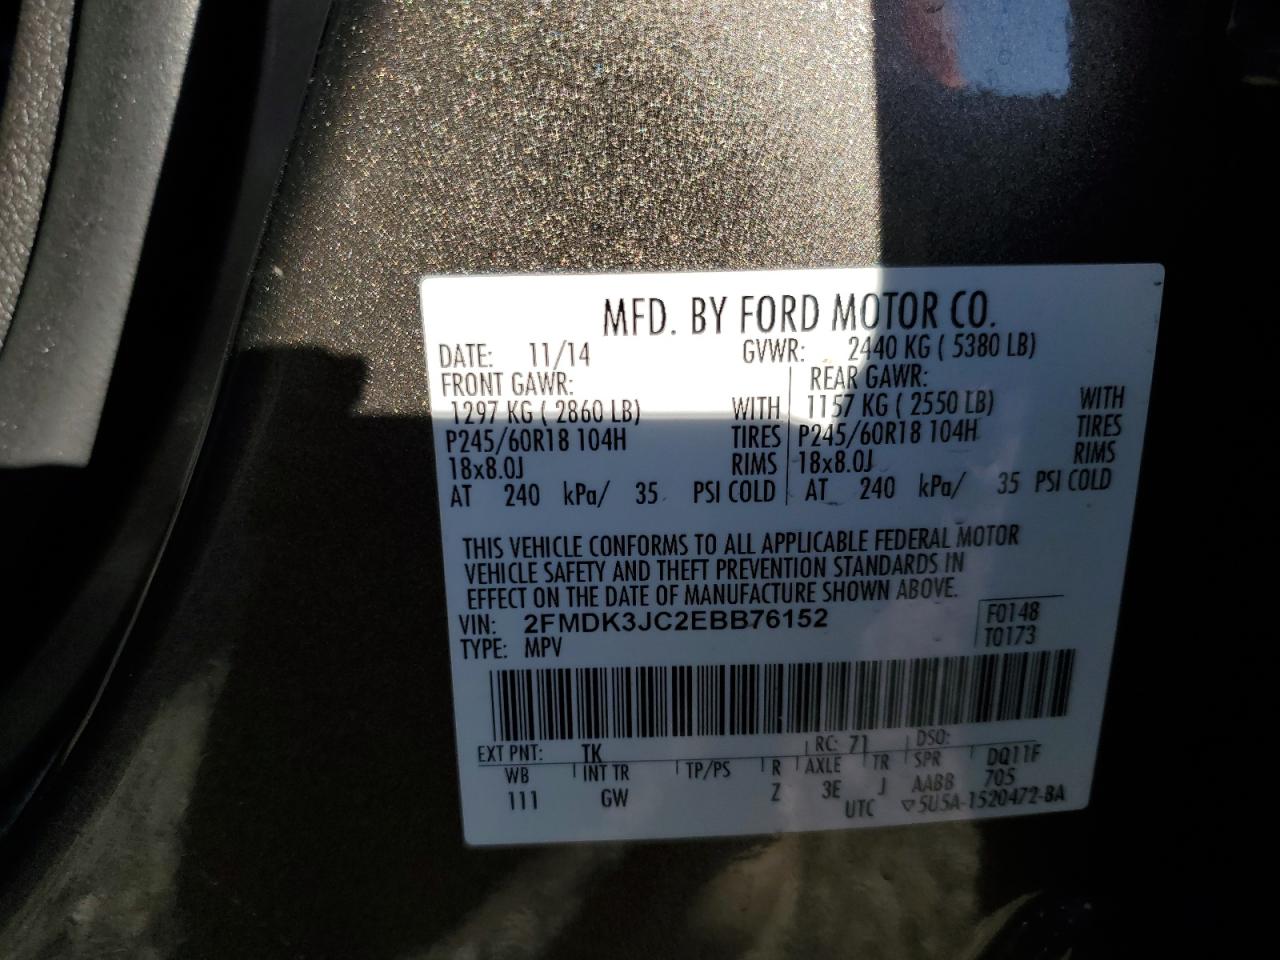 MFD. BY FORD MOTOR CO.
DATE: 11/14 GVWR: 2440 KG ( 5380 LB)
FRONT GAWR: REAR GAWR:
1297 KG ( 2860 LB) WITH 1157 KG ( 2550 LB) WITH
P245/60R18 104H TIRES P245/60R18 104H TIRES
18x8.0J RIMS 18x8.0J RIMS
AT 240 kPa/ 35 PSI COLD AT 240 kPa/ 35 PSI COLD
THIS VEHICLE CONFORMS TO ALL APPLICABLE FEDERAL MOTOR
VEHICLE SAFETY AND THEFT PREVENTION STANDARDS IN
EFFECT ON THE DATE OF MANUFACTURE SHOWN ABOVE.
VIN: 2FMDK3JC2EBB76152 F0148
TYPE: MPV T0173
EXT PNT: TK RC: 71 DSO:
WB INT TR TP/PS R AXLE TR SPR DQ11F
111 GW Z 3E J AABB 705
UTC ▽5U5A-1520472-BA